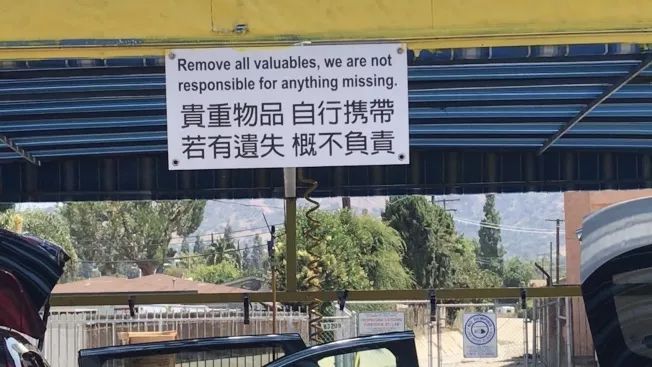 Remove all valuables, we are not
responsible for anything missing.
貴重物品 自行携帶
若有遺失 概不負責